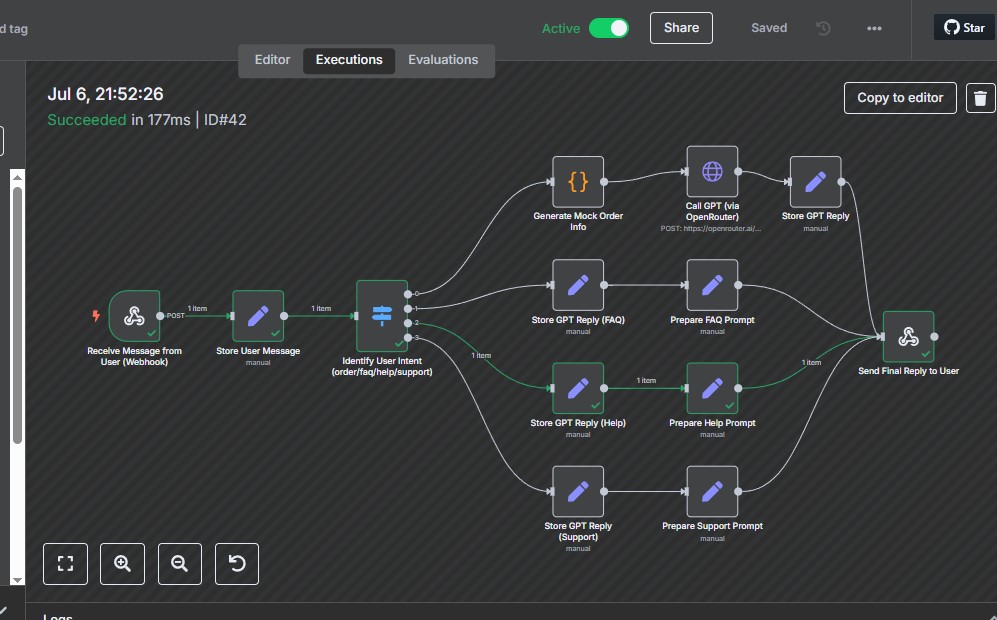 d tag
Active
Share
Saved
Star
Editor
Executions
Evaluations
Jul 6, 21:52:26
Succeeded in 177ms | ID#42
Copy to editor
Generate Mock Order
Info
Call GPT (via
OpenRouter)
POST: https://openrouter.ai/...
Store GPT Reply
manual
Store GPT Reply (FAQ)
manual
Prepare FAQ Prompt
manual
POST
1 item
1 item
Receive Message from
User (Webhook)
Store User Message
manual
0
1
2
3
Identify User Intent
(order/faq/help/support)
1 item
1 item
1 item
Send Final Reply to User
Store GPT Reply (Help)
manual
Prepare Help Prompt
manual
Store GPT Reply
(Support)
manual
Prepare Support Prompt
manual
Logs